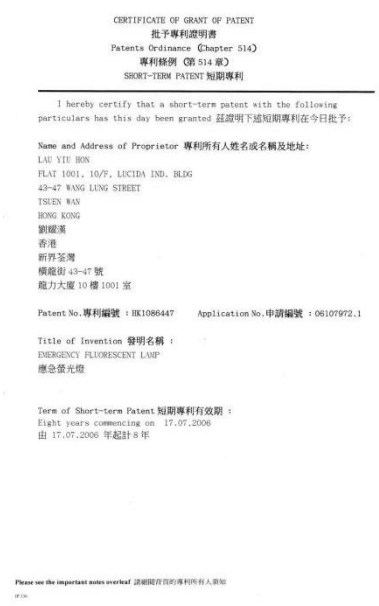 CERTIFICATE OF GRANT OF PATENT
批予專利證明書
Patents Ordinance (Chapter 514)
專利條例 (第 514 章)
SHORT-TERM PATENT 短期專利
I hereby certify that a short-term patent with the following
particulars has this day been granted 茲證明下述短期專利在今日批予:
Name and Address of Proprietor 專利所有人姓名或名稱及地址:
LAU YIU HON
FLAT 1001, 10/F, LUCIDA IND. BLDG
43-47 WANG LUNG STREET
TSUEN WAN
HONG KONG
劉耀漢
香港
新界荃灣
橫龍街 43-47 號
龍力大廈 10 樓 1001 室
Patent No.專利編號 : HK1086447 Application No.申請編號 : 06107972.1
Title of Invention 發明名稱 :
EMERGENCY FLUORESCENT LAMP
應急螢光燈
Term of Short-term Patent 短期專利有效期 :
Eight years commencing on 17.07.2006
由 17.07.2006 年起計 8 年
Please see the important notes overleaf 請細閱背頁的專利所有人須知